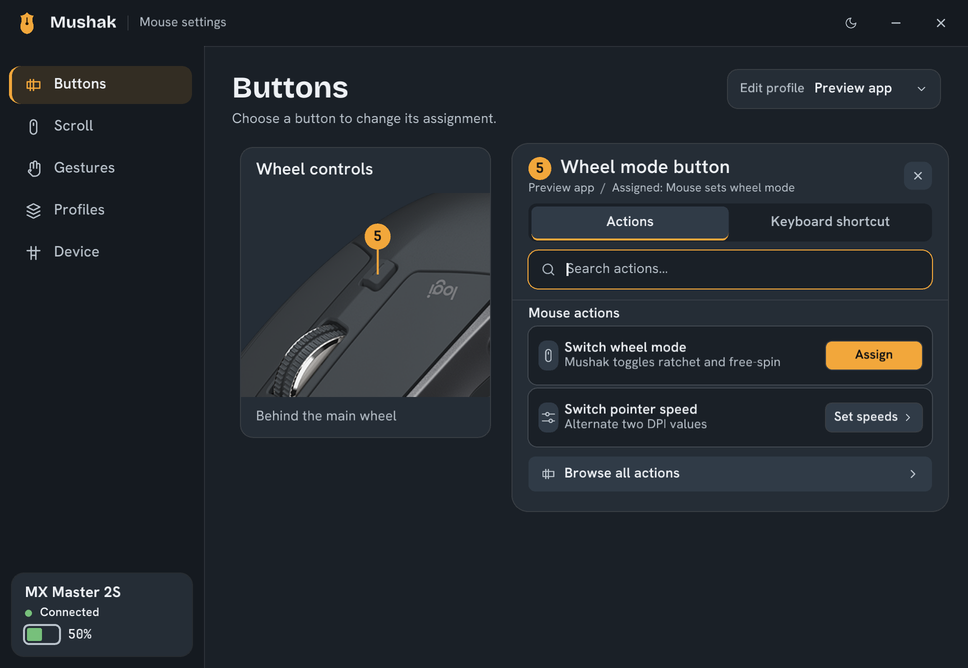 Mushak
Mouse settings
Buttons
Scroll
Gestures
Profiles
Device
MX Master 2S
Connected
50%
Buttons
Choose a button to change its assignment.
Edit profile Preview app
Wheel controls
5
logi
Behind the main wheel
5 Wheel mode button
Preview app / Assigned: Mouse sets wheel mode
Actions
Keyboard shortcut
Search actions...
Mouse actions
Switch wheel mode
Mushak toggles ratchet and free-spin
Assign
Switch pointer speed
Alternate two DPI values
Set speeds
Browse all actions